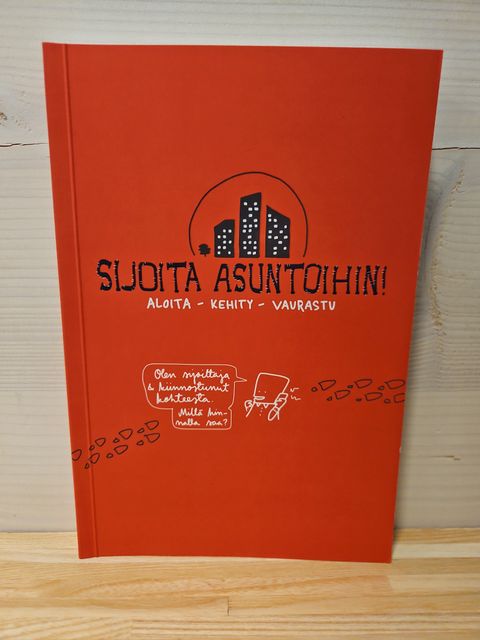 SIJOITA ASUNTOIHIN!
ALOITA - KEHITY - VAURASTU
Olen sijoittaja
& kiinnostunut
kohteesta.
Millä hin-
nalla saa?